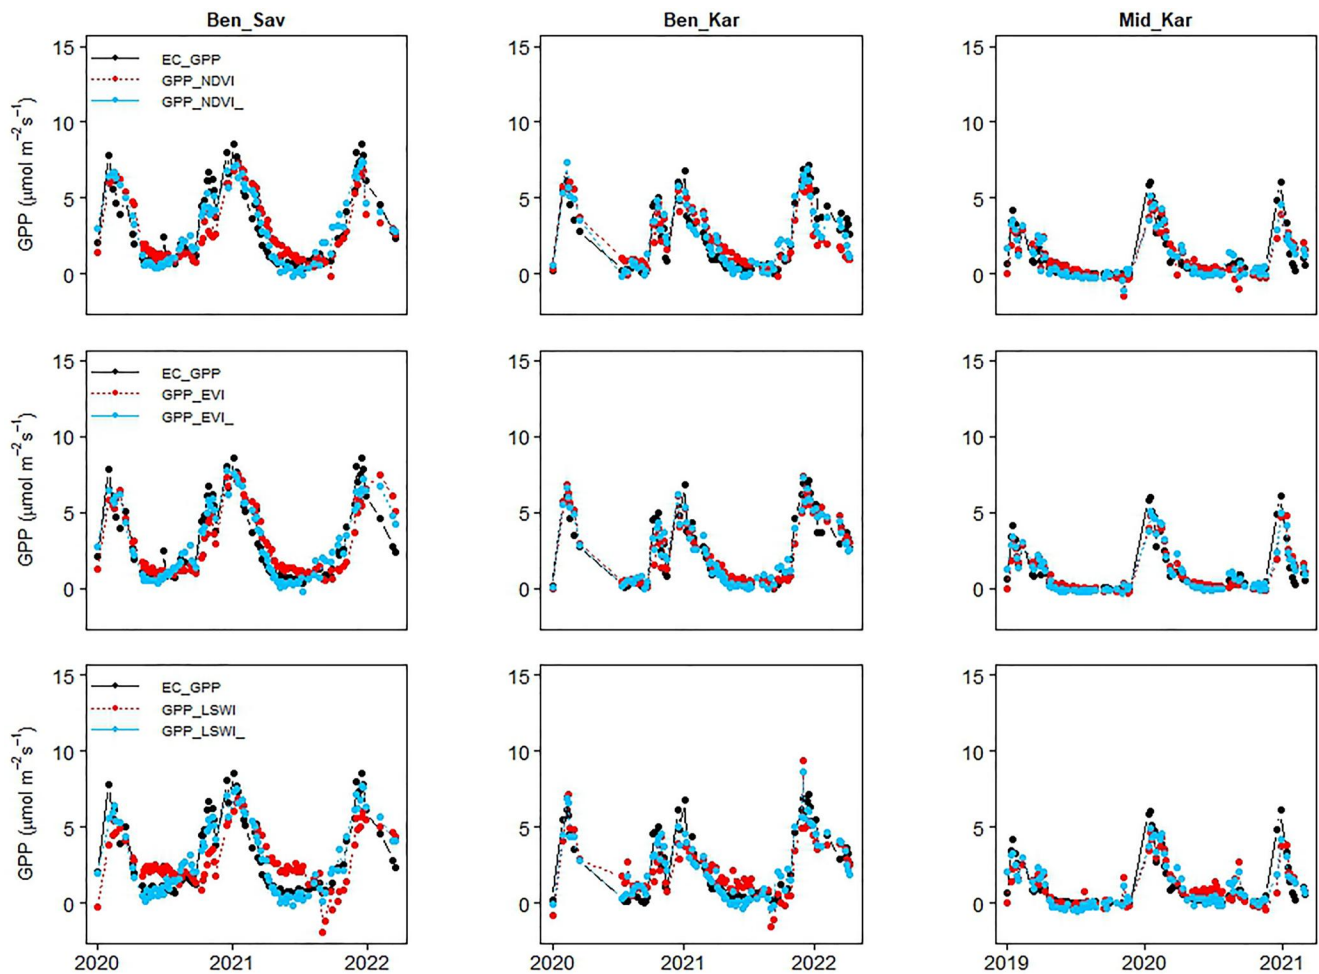 Ben_Sav Ben_Kar Mid_Kar
15 15 15
EC_GPP
GPP_NDVI
GPP_NDVI_
10 10 10
GPP (μmol m⁻² s⁻¹)
5 5 5
0 0 0
15 15 15
EC_GPP
GPP_EVI
GPP_EVI_
10 10 10
GPP (μmol m⁻² s⁻¹)
5 5 5
0 0 0
15 15 15
EC_GPP
GPP_LSWI
GPP_LSWI_
10 10 10
GPP (μmol m⁻² s⁻¹)
5 5 5
0 0 0
2020 2021 2022 2020 2021 2022 2019 2020 2021